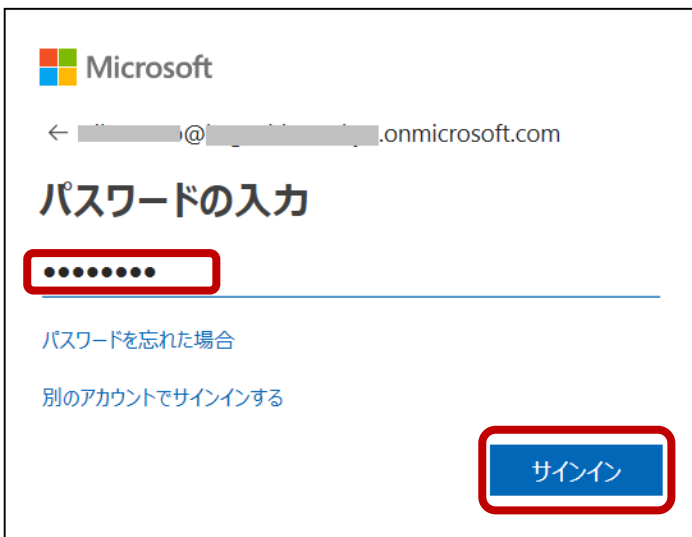 Microsoft
← @ .onmicrosoft.com
パスワードの入力
••••••••
パスワードを忘れた場合
別のアカウントでサインインする
サインイン